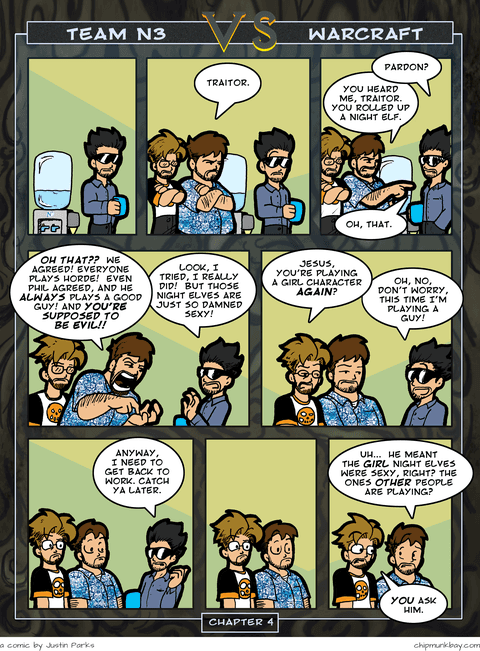 TEAM N3
VS
WARCRAFT
TRAITOR.
PARDON?
YOU HEARD
ME, TRAITOR.
YOU ROLLED UP
A NIGHT ELF.
OH, THAT.
OH THAT?? WE
AGREED! EVERYONE
PLAYS HORDE! EVEN
PHIL AGREED, AND HE
ALWAYS PLAYS A GOOD
GUY! AND YOU'RE
SUPPOSED TO
BE EVIL!!
LOOK, I
TRIED, I REALLY
DID! BUT THOSE
NIGHT ELVES ARE
JUST SO DAMNED
SEXY!
JESUS,
YOU'RE PLAYING
A GIRL CHARACTER
AGAIN?
OH, NO,
DON'T WORRY,
THIS TIME I'M
PLAYING A
GUY!
ANYWAY,
I NEED TO
GET BACK TO
WORK. CATCH
YA LATER.
UH... HE MEANT
THE GIRL NIGHT ELVES
WERE SEXY, RIGHT? THE
ONES OTHER PEOPLE
ARE PLAYING?
YOU ASK
HIM.
CHAPTER 4
a comic by Justin Parks
chipmunkbay.com